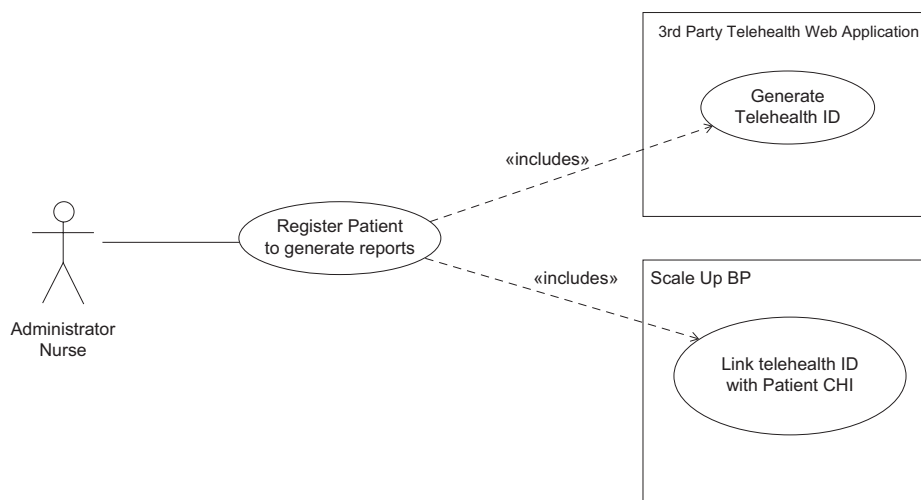 3rd Party Telehealth Web Application
Generate
Telehealth ID
«includes»
Register Patient
to generate reports
«includes»
Scale Up BP
Administrator
Nurse
Link telehealth ID
with Patient CHI